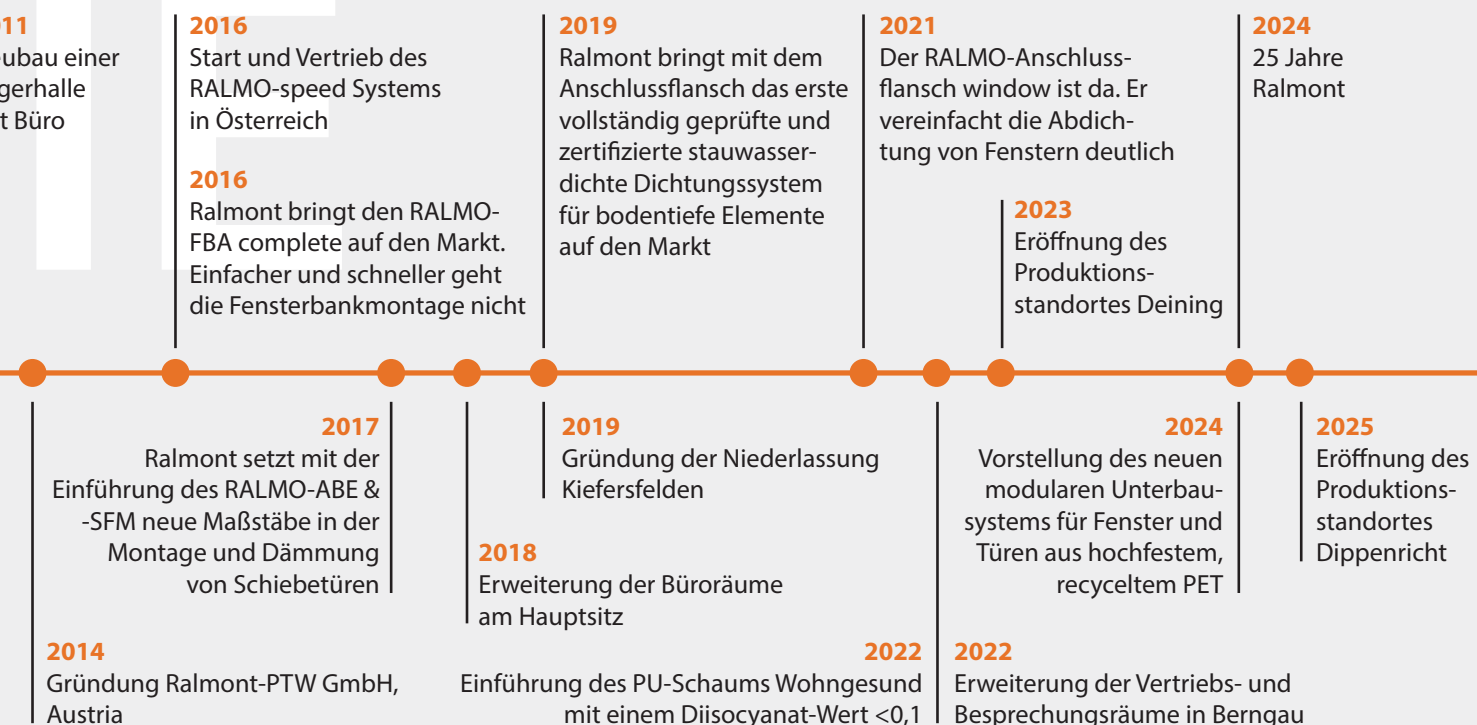 11
ubau einer
gerhalle
t Büro
2016
Start und Vertrieb des
RALMO-speed Systems
in Österreich
2016
Ralmont bringt den RALMO-
FBA complete auf den Markt.
Einfacher und schneller geht
die Fensterbankmontage nicht
2019
Ralmont bringt mit dem
Anschlussflansch das erste
vollständig geprüfte und
zertifizierte stauwasser-
dichte Dichtungssystem
für bodentiefe Elemente
auf den Markt
2021
Der RALMO-Anschluss-
flansch window ist da. Er
vereinfacht die Abdich-
tung von Fenstern deutlich
2023
Eröffnung des
Produktions-
standortes Deining
2024
25 Jahre
Ralmont
2014
Gründung Ralmont-PTW GmbH,
Austria
2017
Ralmont setzt mit der
Einführung des RALMO-ABE &
-SFM neue Maßstäbe in der
Montage und Dämmung
von Schiebetüren
2018
Erweiterung der Büroräume
am Hauptsitz
2019
Gründung der Niederlassung
Kiefersfelden
2022
Einführung des PU-Schaums Wohngesund
mit einem Diisocyanat-Wert <0,1
2022
Erweiterung der Vertriebs- und
Besprechungsräume in Berngau
2024
Vorstellung des neuen
modularen Unterbau-
systems für Fenster und
Türen aus hochfestem,
recyceltem PET
2025
Eröffnung des
Produktions-
standortes
Dippenricht